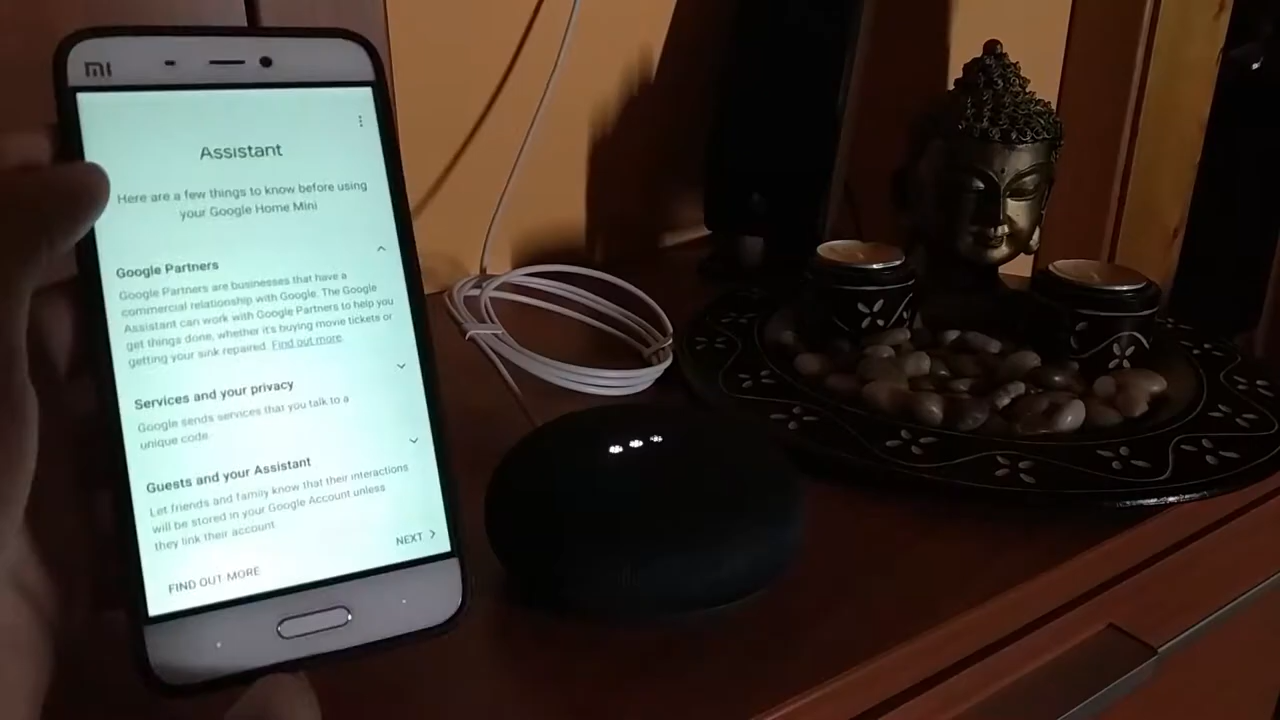 mi
Assistant
Here are a few things to know before using
your Google Home Mini
Google Partners
Google Partners are businesses that have a
commercial relationship with Google. The Google
Assistant can work with Google Partners to help you
get things done, whether it's buying movie tickets or
getting your sink repaired. Find out more.
Services and your privacy
Google sends services that you talk to a
unique code.
Guests and your Assistant
Let friends and family know that their interactions
will be stored in your Google Account unless
they link their account.
NEXT
FIND OUT MORE